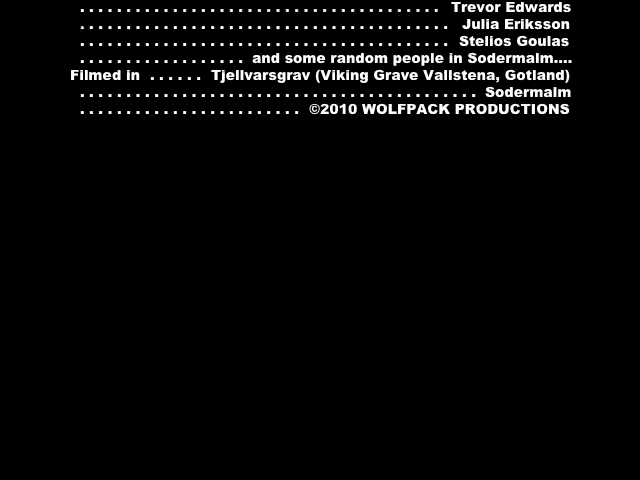 . . . . . . . . . . . . . . . . . . . . . . . . . . . . . . . . . . . . . . . Trevor Edwards
. . . . . . . . . . . . . . . . . . . . . . . . . . . . . . . . . . . . . . . . Julia Eriksson
. . . . . . . . . . . . . . . . . . . . . . . . . . . . . . . . . . . . . . . . Stelios Goulas
. . . . . . . . . . . . . . . . . . and some random people in Sodermalm....
Filmed in . . . . . . Tjellvarsgrav (Viking Grave Vallstena, Gotland)
. . . . . . . . . . . . . . . . . . . . . . . . . . . . . . . . . . . . . . . . . . . Sodermalm
. . . . . . . . . . . . . . . . . . . . . . . . ©2010 WOLFPACK PRODUCTIONS